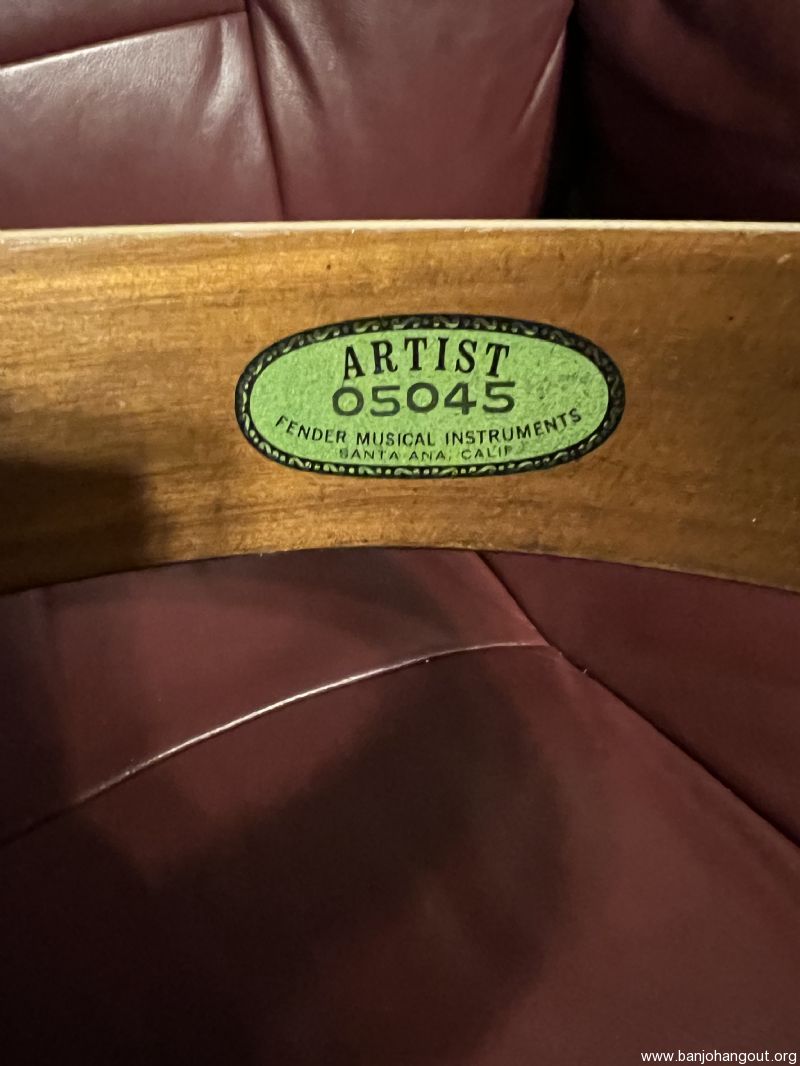 ARTIST
05045
FENDER MUSICAL INSTRUMENTS
SANTA ANA, CALIF.
www.banjohangout.org